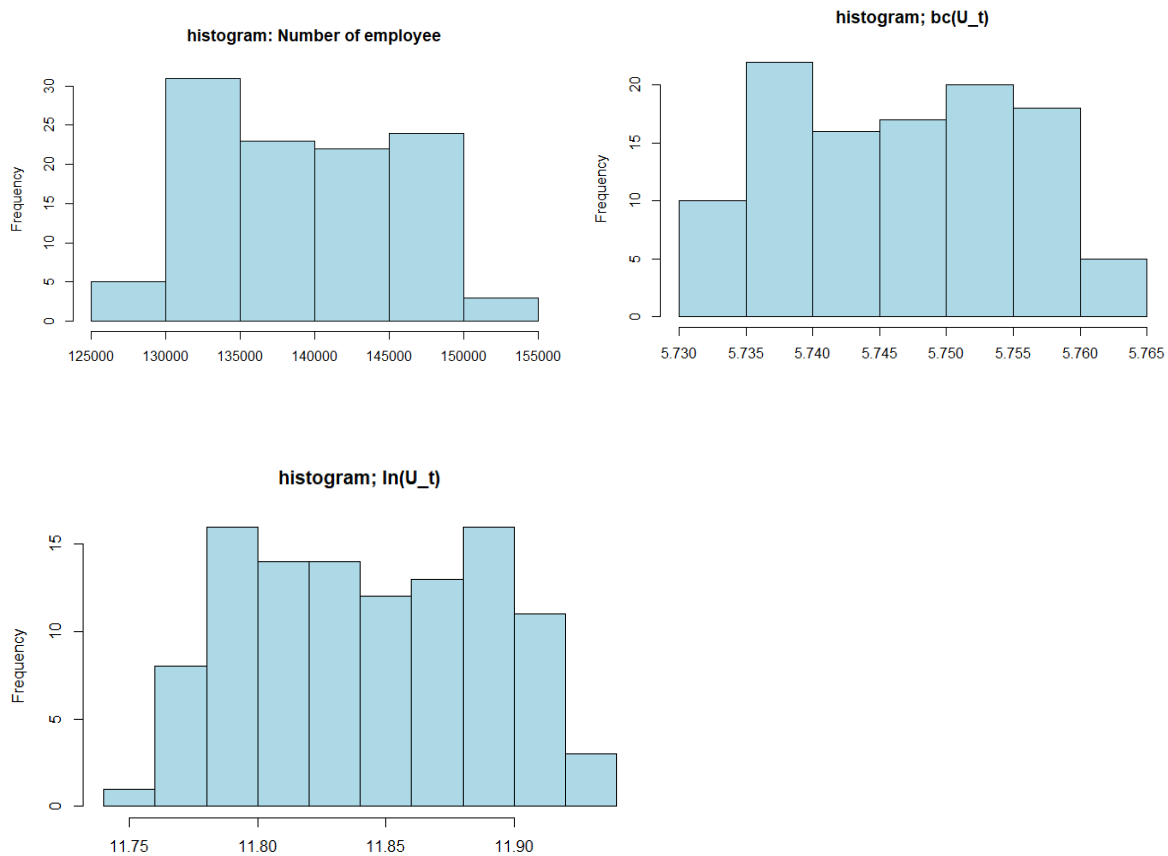 histogram: Number of employee
Frequency
0 5 10 15 20 25 30
125000 130000 135000 140000 145000 150000 155000
histogram; bc(U_t)
Frequency
0 5 10 15 20
5.730 5.735 5.740 5.745 5.750 5.755 5.760 5.765
histogram; ln(U_t)
Frequency
0 5 10 15
11.75 11.80 11.85 11.90